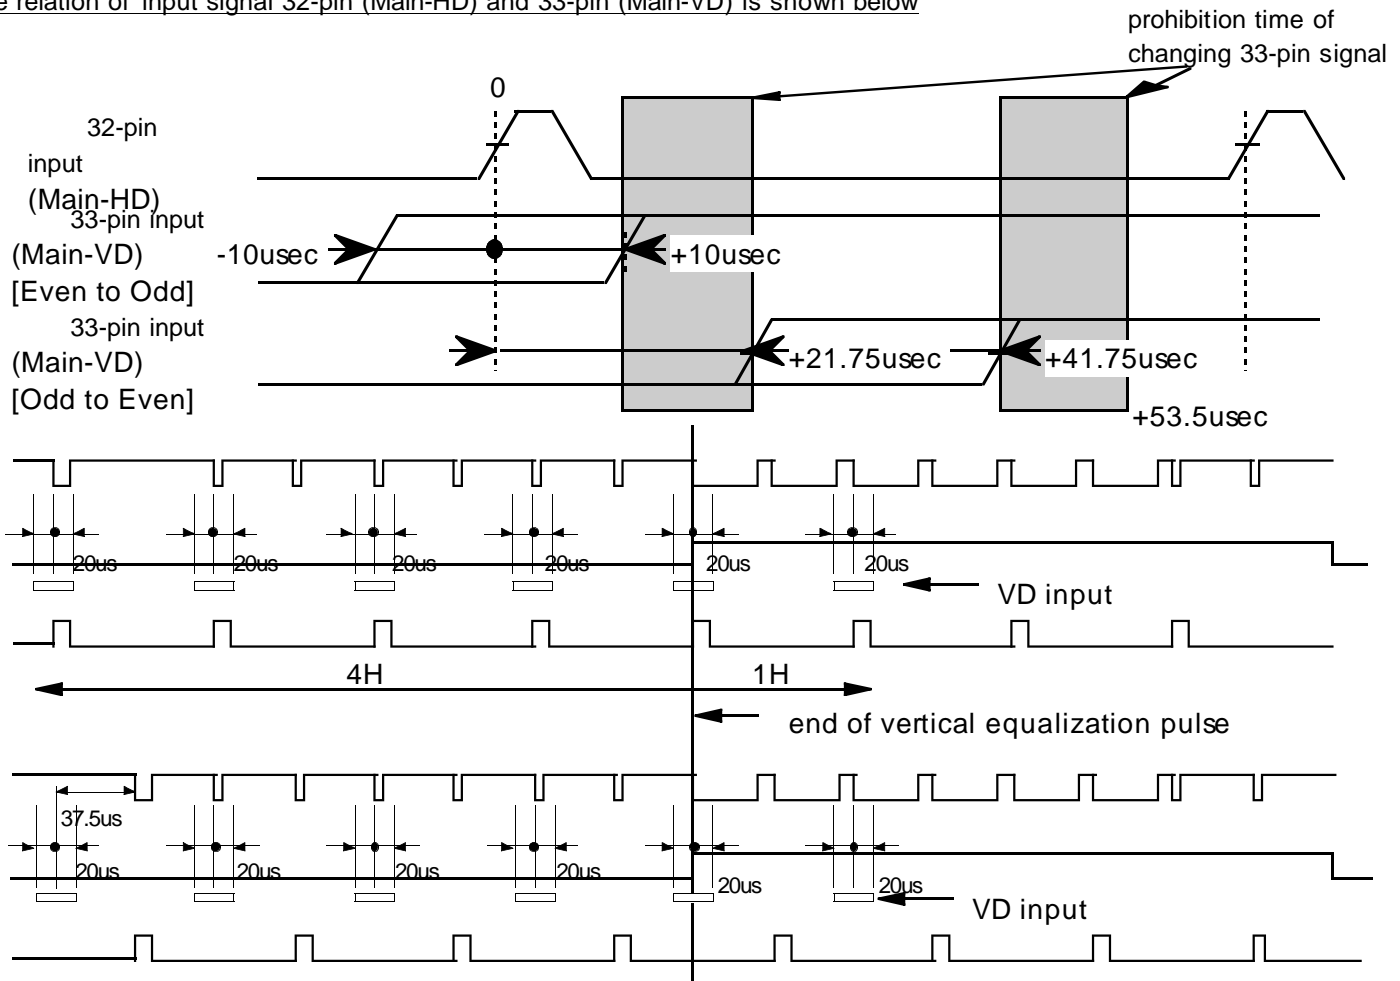 e relation of input signal 32-pin (Main-HD) and 33-pin (Main-VD) is shown below
prohibition time of
changing 33-pin signal
0
32-pin
input
(Main-HD)
33-pin input
(Main-VD)
[Even to Odd]
-10usec
+10usec
33-pin input
(Main-VD)
[Odd to Even]
+21.75usec
+41.75usec
+53.5usec
20us
20us
20us
20us
20us
20us
VD input
4H
1H
end of vertical equalization pulse
37.5us
20us
20us
20us
20us
20us
20us
VD input